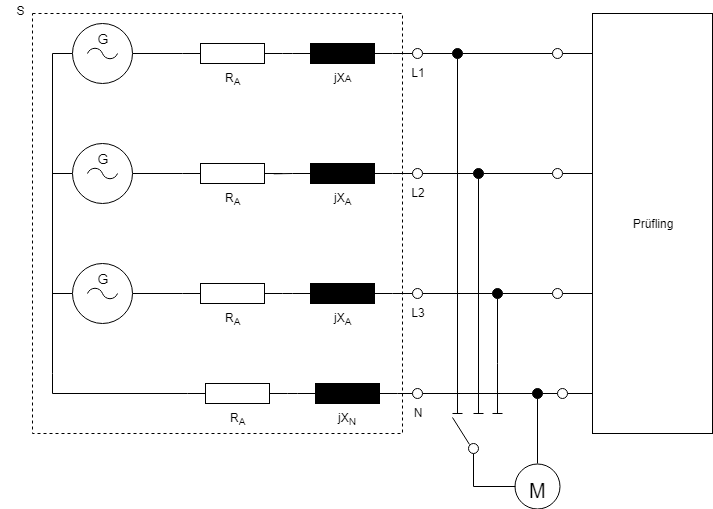 S
G
R_A
jX_A
L1
G
R_A
jX_A
L2
Prüfling
G
R_A
jX_A
L3
R_A
jX_N
N
M